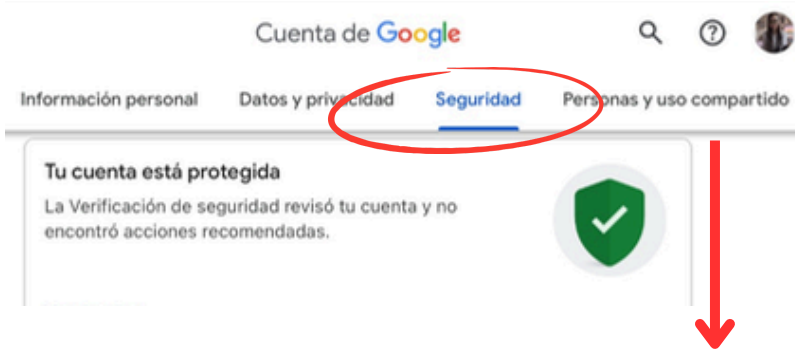 Cuenta de Google
Información personal Datos y privacidad Seguridad Personas y uso compartido
Tu cuenta está protegida
La Verificación de seguridad revisó tu cuenta y no
encontró acciones recomendadas.